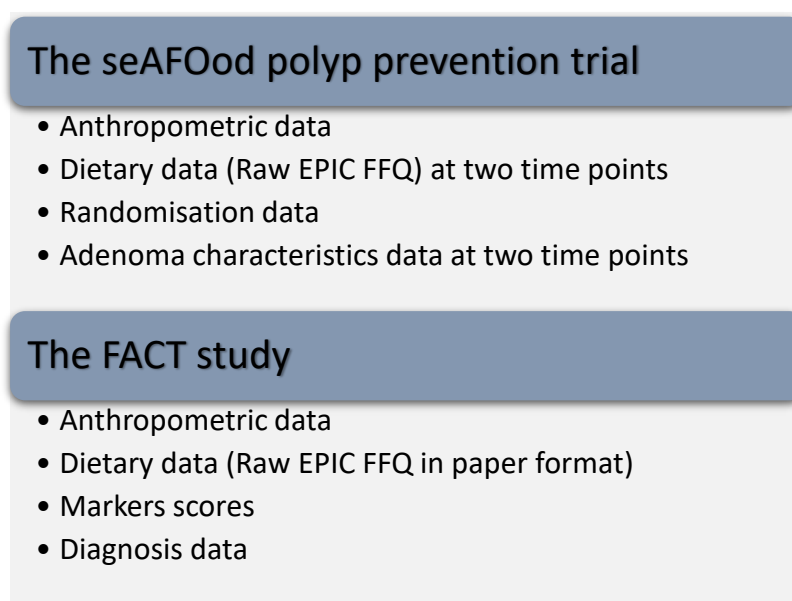 The seAFOod polyp prevention trial
• Anthropometric data
• Dietary data (Raw EPIC FFQ) at two time points
• Randomisation data
• Adenoma characteristics data at two time points
The FACT study
• Anthropometric data
• Dietary data (Raw EPIC FFQ in paper format)
• Markers scores
• Diagnosis data